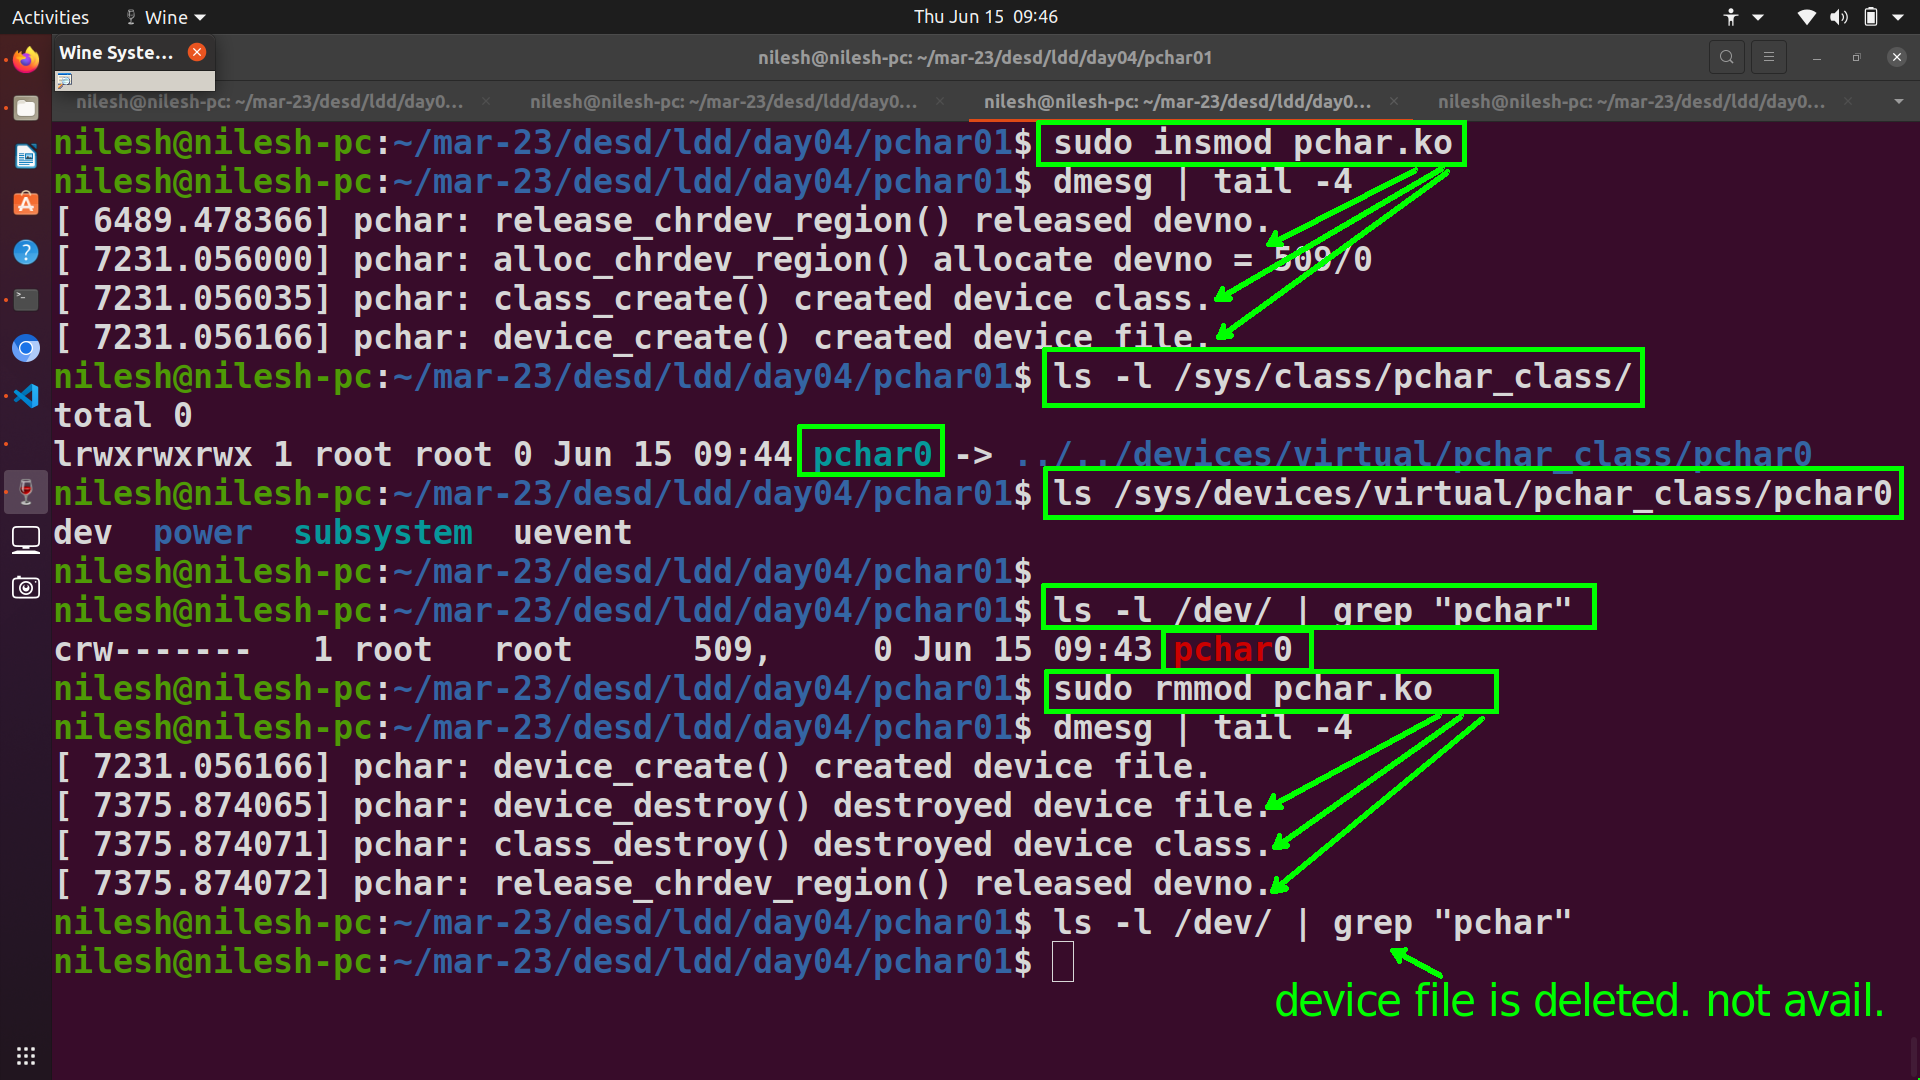 Activities
Wine
Thu Jun 15 09:46
Wine Syste...
nilesh@nilesh-pc: ~/mar-23/desd/ldd/day04/pchar01
nilesh@nilesh-pc: ~/mar-23/desd/ldd/day0...
nilesh@nilesh-pc: ~/mar-23/desd/ldd/day0...
nilesh@nilesh-pc: ~/mar-23/desd/ldd/day0...
nilesh@nilesh-pc: ~/mar-23/desd/ldd/day0...
nilesh@nilesh-pc:~/mar-23/desd/ldd/day04/pchar01$ sudo insmod pchar.ko
nilesh@nilesh-pc:~/mar-23/desd/ldd/day04/pchar01$ dmesg | tail -4
[ 6489.478366] pchar: release_chrdev_region() released devno.
[ 7231.056000] pchar: alloc_chrdev_region() allocate devno = 509/0
[ 7231.056035] pchar: class_create() created device class.
[ 7231.056166] pchar: device_create() created device file.
nilesh@nilesh-pc:~/mar-23/desd/ldd/day04/pchar01$ ls -l /sys/class/pchar_class/
total 0
lrwxrwxrwx 1 root root 0 Jun 15 09:44 pchar0 -> ../../devices/virtual/pchar_class/pchar0
nilesh@nilesh-pc:~/mar-23/desd/ldd/day04/pchar01$ ls /sys/devices/virtual/pchar_class/pchar0
dev  power  subsystem  uevent
nilesh@nilesh-pc:~/mar-23/desd/ldd/day04/pchar01$
nilesh@nilesh-pc:~/mar-23/desd/ldd/day04/pchar01$ ls -l /dev/ | grep "pchar"
crw-------   1 root   root      509,     0 Jun 15 09:43 pchar0
nilesh@nilesh-pc:~/mar-23/desd/ldd/day04/pchar01$ sudo rmmod pchar.ko
nilesh@nilesh-pc:~/mar-23/desd/ldd/day04/pchar01$ dmesg | tail -4
[ 7231.056166] pchar: device_create() created device file.
[ 7375.874065] pchar: device_destroy() destroyed device file.
[ 7375.874071] pchar: class_destroy() destroyed device class.
[ 7375.874072] pchar: release_chrdev_region() released devno.
nilesh@nilesh-pc:~/mar-23/desd/ldd/day04/pchar01$ ls -l /dev/ | grep "pchar"
nilesh@nilesh-pc:~/mar-23/desd/ldd/day04/pchar01$
device file is deleted. not avail.